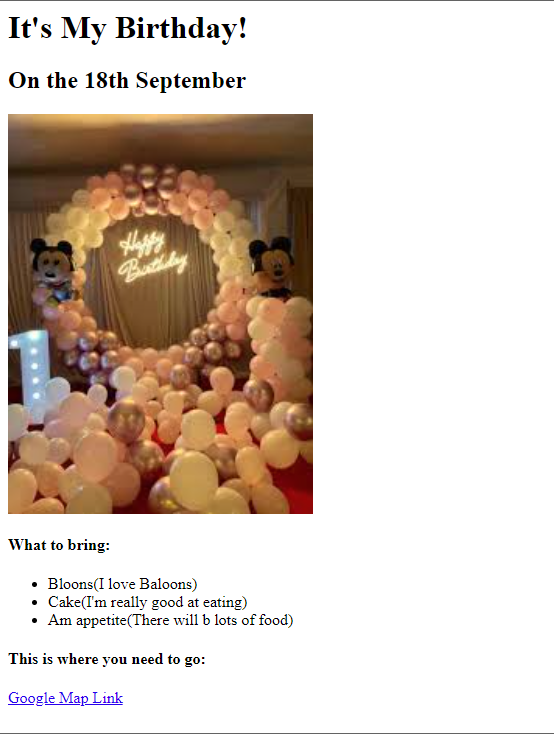 It's My Birthday!
On the 18th September
Happy
Birthday
1
What to bring:
Bloons(I love Baloons)
Cake(I'm really good at eating)
Am appetite(There will b lots of food)
This is where you need to go:
Google Map Link